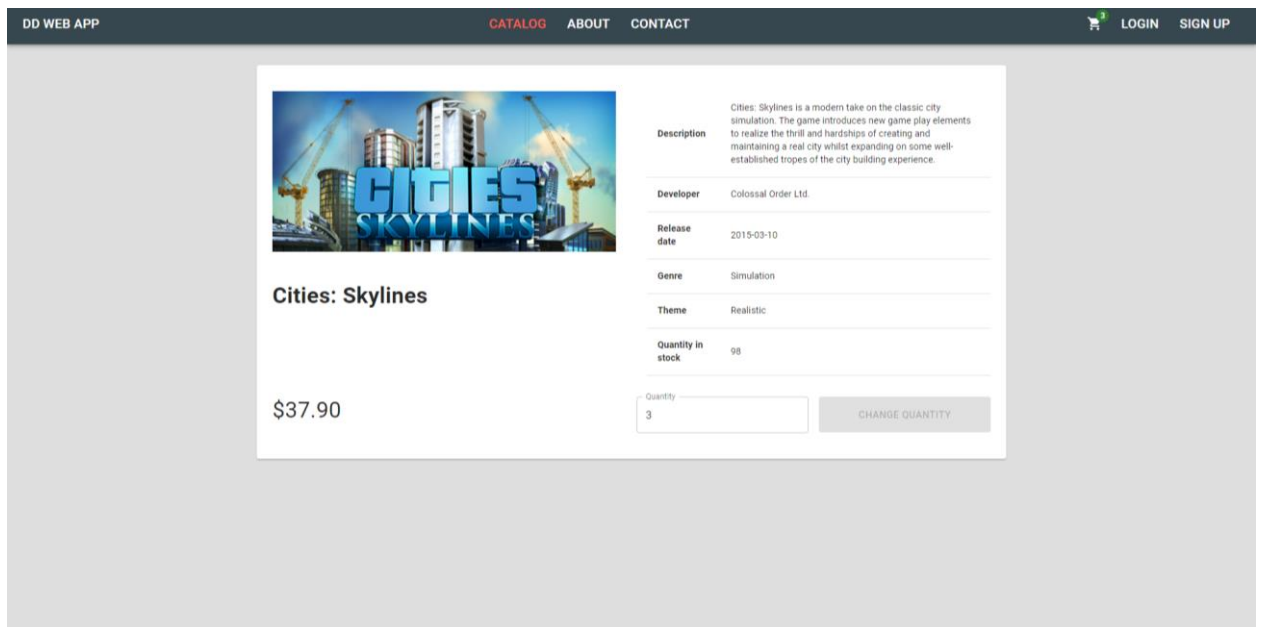 DD WEB APP
CATALOG ABOUT CONTACT
3
LOGIN SIGN UP
CITIES
SKYLINES
Cities: Skylines
$37.90
Description
Cities: Skylines is a modern take on the classic city
simulation. The game introduces new game play elements
to realize the thrill and hardships of creating and
maintaining a real city whilst expanding on some well-
established tropes of the city building experience.
Developer
Colossal Order Ltd.
Release
date
2015-03-10
Genre
Simulation
Theme
Realistic
Quantity in
stock
98
Quantity
3
CHANGE QUANTITY